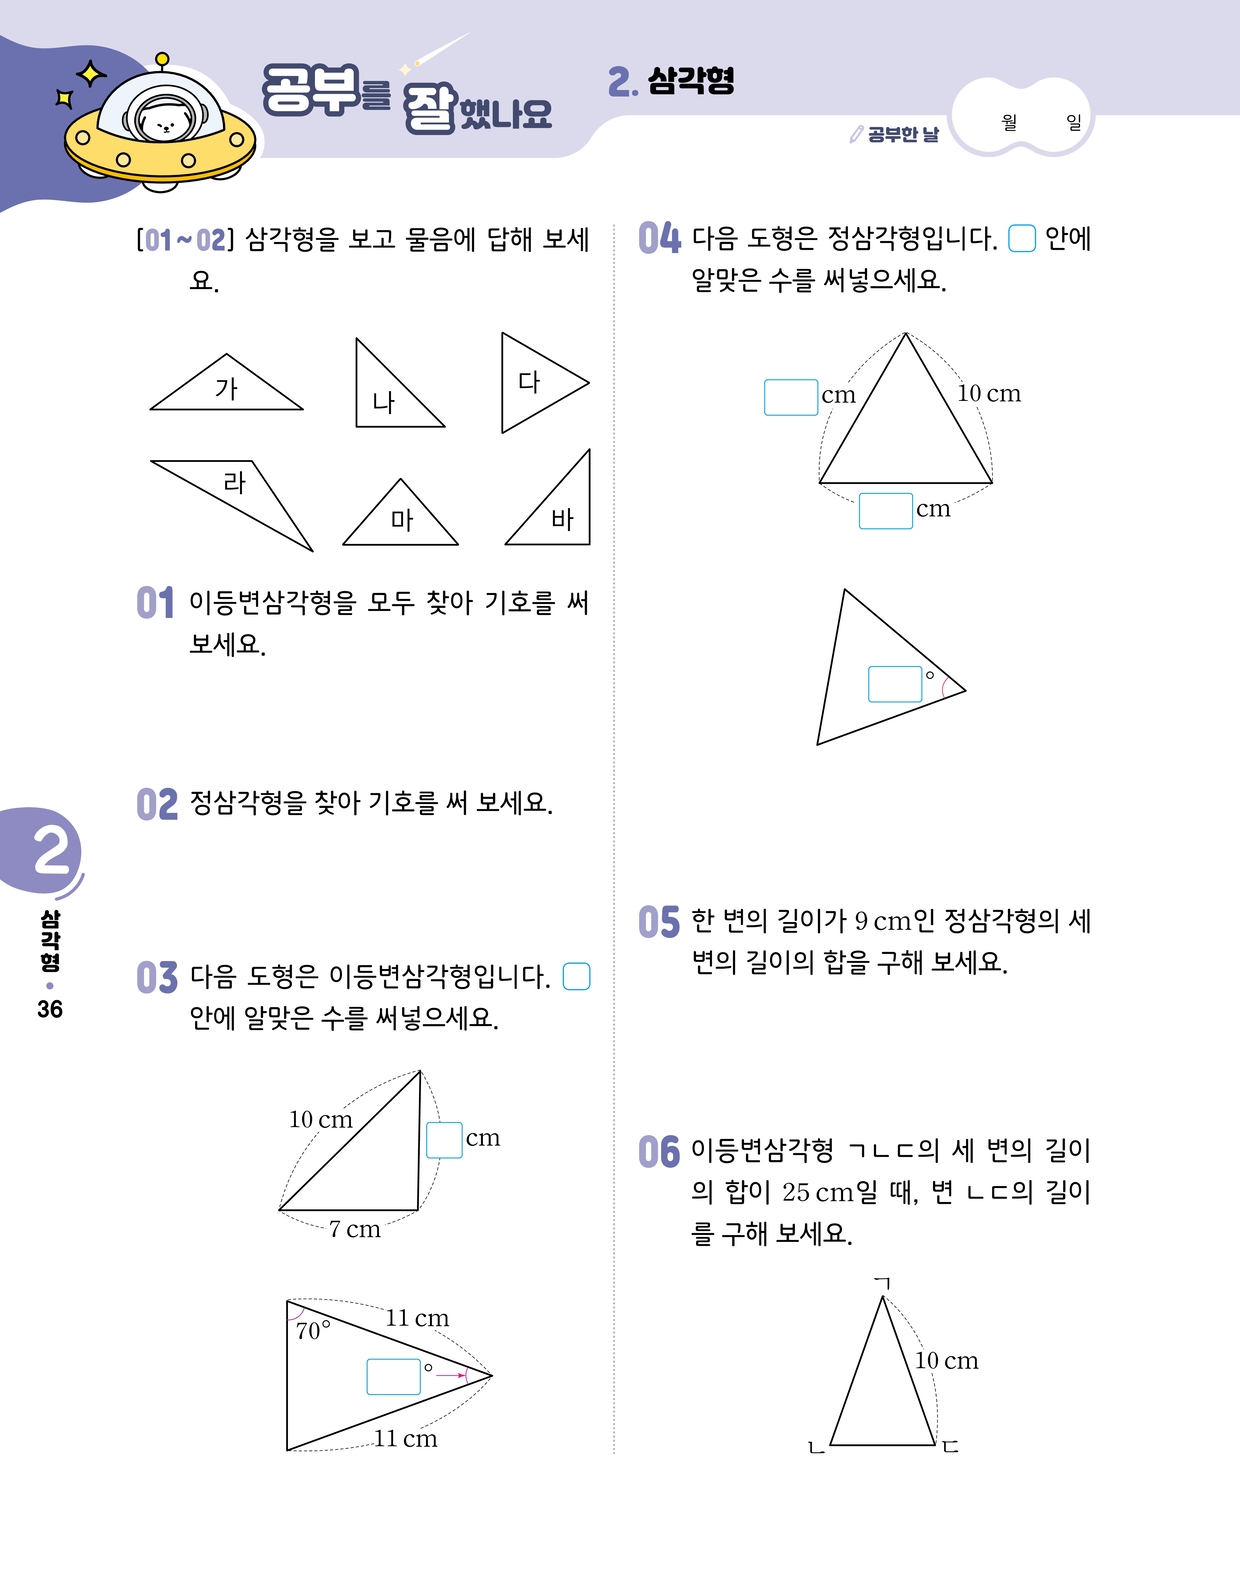 공부를 잘했나요
2. 삼각형
공부한 날
월 일
[01~02] 삼각형을 보고 물음에 답해 보세
요.
가
나
다
라
마
바
01 이등변삼각형을 모두 찾아 기호를 써
보세요.
02 정삼각형을 찾아 기호를 써 보세요.
03 다음 도형은 이등변삼각형입니다. □
안에 알맞은 수를 써넣으세요.
10 cm
cm
7 cm
11 cm
70°
°
11 cm
04 다음 도형은 정삼각형입니다. □ 안에
알맞은 수를 써넣으세요.
cm
10 cm
cm
°
05 한 변의 길이가 9 cm인 정삼각형의 세
변의 길이의 합을 구해 보세요.
06 이등변삼각형 ㄱㄴㄷ의 세 변의 길이
의 합이 25 cm일 때, 변 ㄴㄷ의 길이
를 구해 보세요.
ㄱ
10 cm
ㄴ
ㄷ
2
삼각형
36